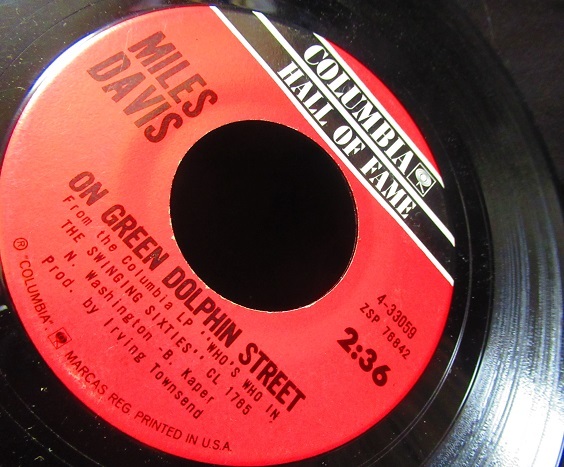 COLUMBIA
HALL OF FAME
MILES
DAVIS
4-33059
ZSP 76842
2:36
ON GREEN DOLPHIN STREET
From the Columbia LP "WHO'S WHO IN
THE SWINGING SIXTIES", CL 1765
N. Washington -B. Kaper
Prod. by Irving Townsend
Ⓟ "COLUMBIA", MARCAS REG. PRINTED IN U.S.A.